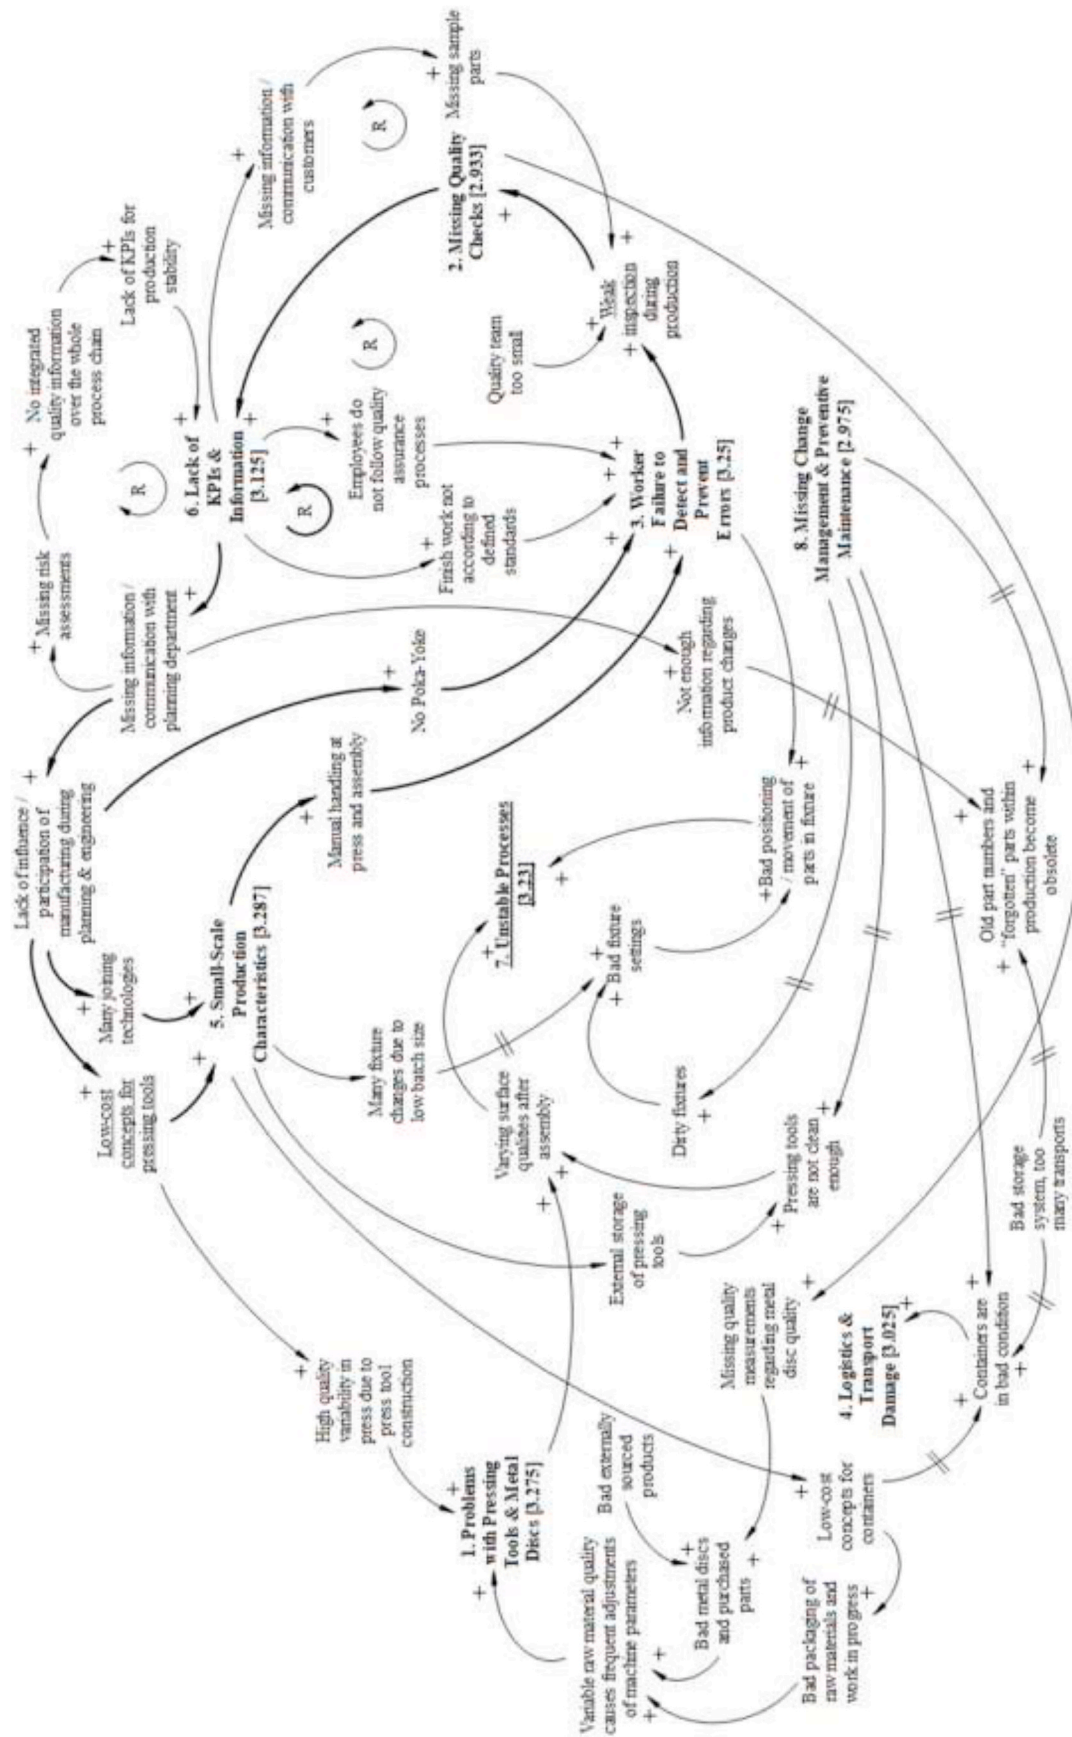 Lack of influence /
participation of
manufacturing during
planning & engineering
+
Missing risk
assessments
+
No integrated
quality information
over the whole
process chain
+
Lack of KPIs for
production
stability
+
Missing information /
communication with
customers
+
Missing sample
parts
+
R
R
R
R
6. Lack of
KPIs &
Information
[3.125]
+
+
Missing information /
communication with
planning department
+
Employees do
not follow quality
assurance
processes
+
Finish work not
according to
defined
standards
+
2. Missing Quality
Checks [2.933]
+
Quality team
too small
Weak
inspection
during
production
+
+
+
3. Worker
Failure to
Detect and
Prevent
Errors [3.25]
+
+
+
+
+
8. Missing Change
Management & Preventive
Maintenance [2.975]
Low-cost
concepts for
pressing tools
+
Many joining
technologies
+
5. Small-Scale
Production
Characteristics [3.287]
+
+
No Poka-Yoke
+
Manual handling at
press and assembly
+
Not enough
information regarding
product changes
+
Many fixture
changes due to
low batch size
+
7. Unstable Processes
[3.23]
+
+
Varying surface
qualities after
assembly
+
+
Bad fixture
settings
+
+
Bad positioning
/ movement of
parts in fixture
+
+
Dirty fixtures
+
Pressing tools
are not clean
enough
+
+
External storage
of pressing
tools
+
Old part numbers and
"forgotten" parts within
production become
obsolete
+
+
+
Bad storage
system, too
many transports
High quality
variability in
press due to
press tool
construction
+
1. Problems
with Pressing
Tools & Metal
Discs [3.275]
+
+
Missing quality
measurements
regarding metal
disc quality
+
Bad externally
sourced
products
4. Logistics &
Transport
Damage [3.025]
+
Containers are
in bad condition
+
+
+
Low-cost
concepts for
containers
+
Bad metal discs
and purchased
parts
+
+
Variable raw material quality
causes frequent adjustments
of machine parameters
+
+
Bad packaging of
raw materials and
work in progress
+